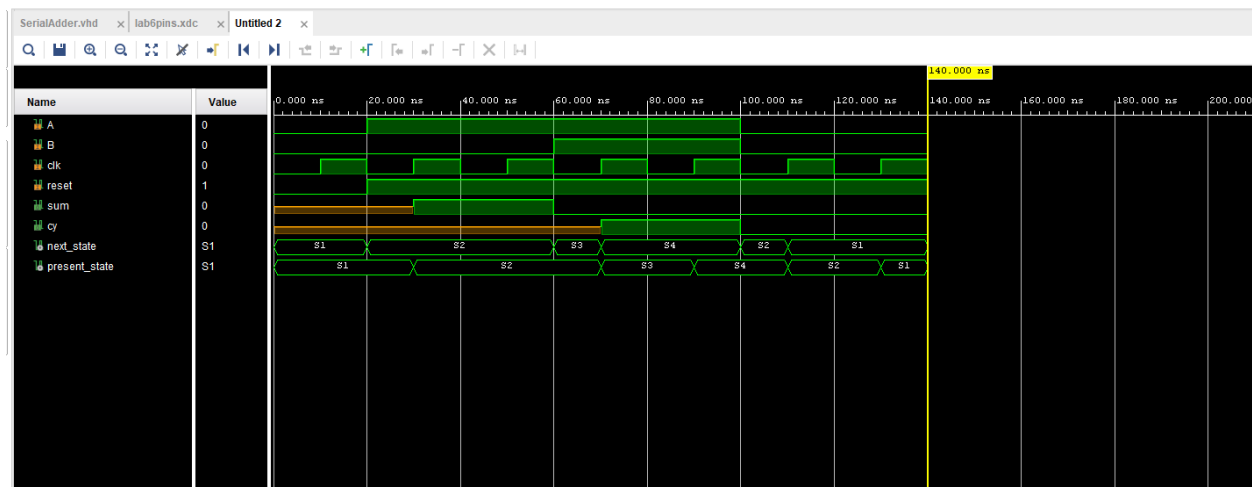 SerialAdder.vhd × lab6pins.xdc × Untitled 2 ×
140.000 ns
Name Value 0.000 ns 20.000 ns 40.000 ns 60.000 ns 80.000 ns 100.000 ns 120.000 ns 140.000 ns 160.000 ns 180.000 ns 200.000
A 0
B 0
clk 0
reset 1
sum 0
cy 0
next_state S1 S1 S2 S3 S4 S2 S1
present_state S1 S1 S2 S3 S4 S2 S1